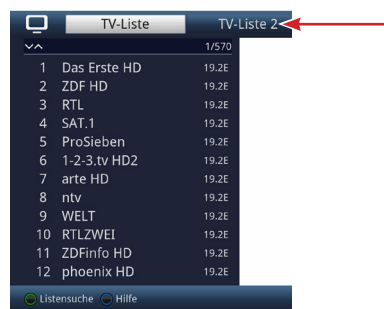 TV-Liste TV-Liste 2
1/570
1 Das Erste HD 19.2E
2 ZDF HD 19.2E
3 RTL 19.2E
4 SAT.1 19.2E
5 ProSieben 19.2E
6 1-2-3.tv HD2 19.2E
7 arte HD 19.2E
8 ntv 19.2E
9 WELT 19.2E
10 RTLZWEI 19.2E
11 ZDFinfo HD 19.2E
12 phoenix HD 19.2E
Listensuche Hilfe